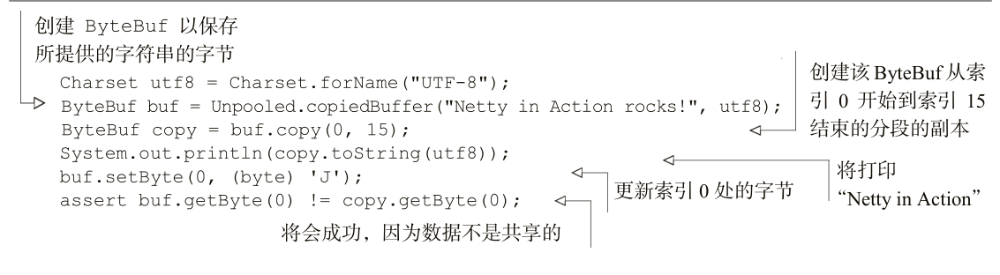 创建 ByteBuf 以保存
所提供的字符串的字节
Charset utf8 = Charset.forName("UTF-8");
ByteBuf buf = Unpooled.copiedBuffer("Netty in Action rocks!", utf8);
ByteBuf copy = buf.copy(0, 15);
System.out.println(copy.toString(utf8));
buf.setByte(0, (byte) 'J');
assert buf.getByte(0) != copy.getByte(0);
创建该 ByteBuf 从索
引 0 开始到索引 15
结束的分段的副本
将打印
“Netty in Action”
更新索引 0 处的字节
将会成功，因为数据不是共享的